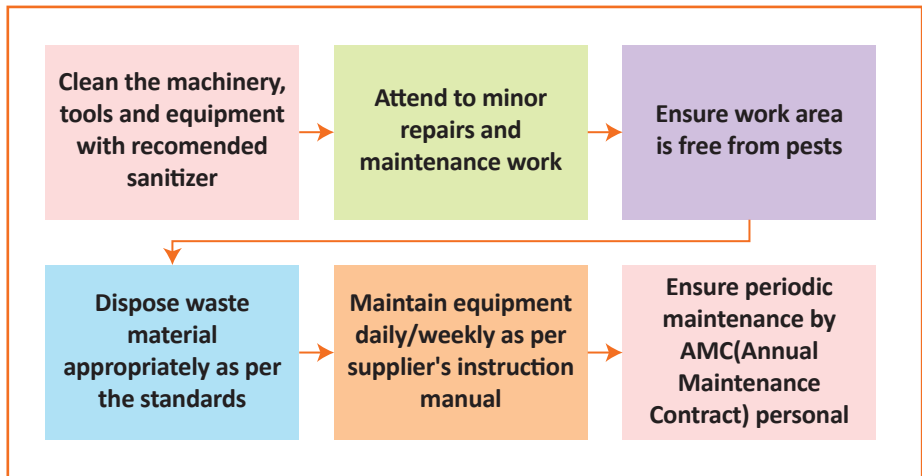 Clean the machinery,
tools and equipment
with recomended
sanitizer
Attend to minor
repairs and
maintenance work
Ensure work area
is free from pests
Dispose waste
material
appropriately as per
the standards
Maintain equipment
daily/weekly as per
supplier's instruction
manual
Ensure periodic
maintenance by
AMC(Annual
Maintenance
Contract) personal